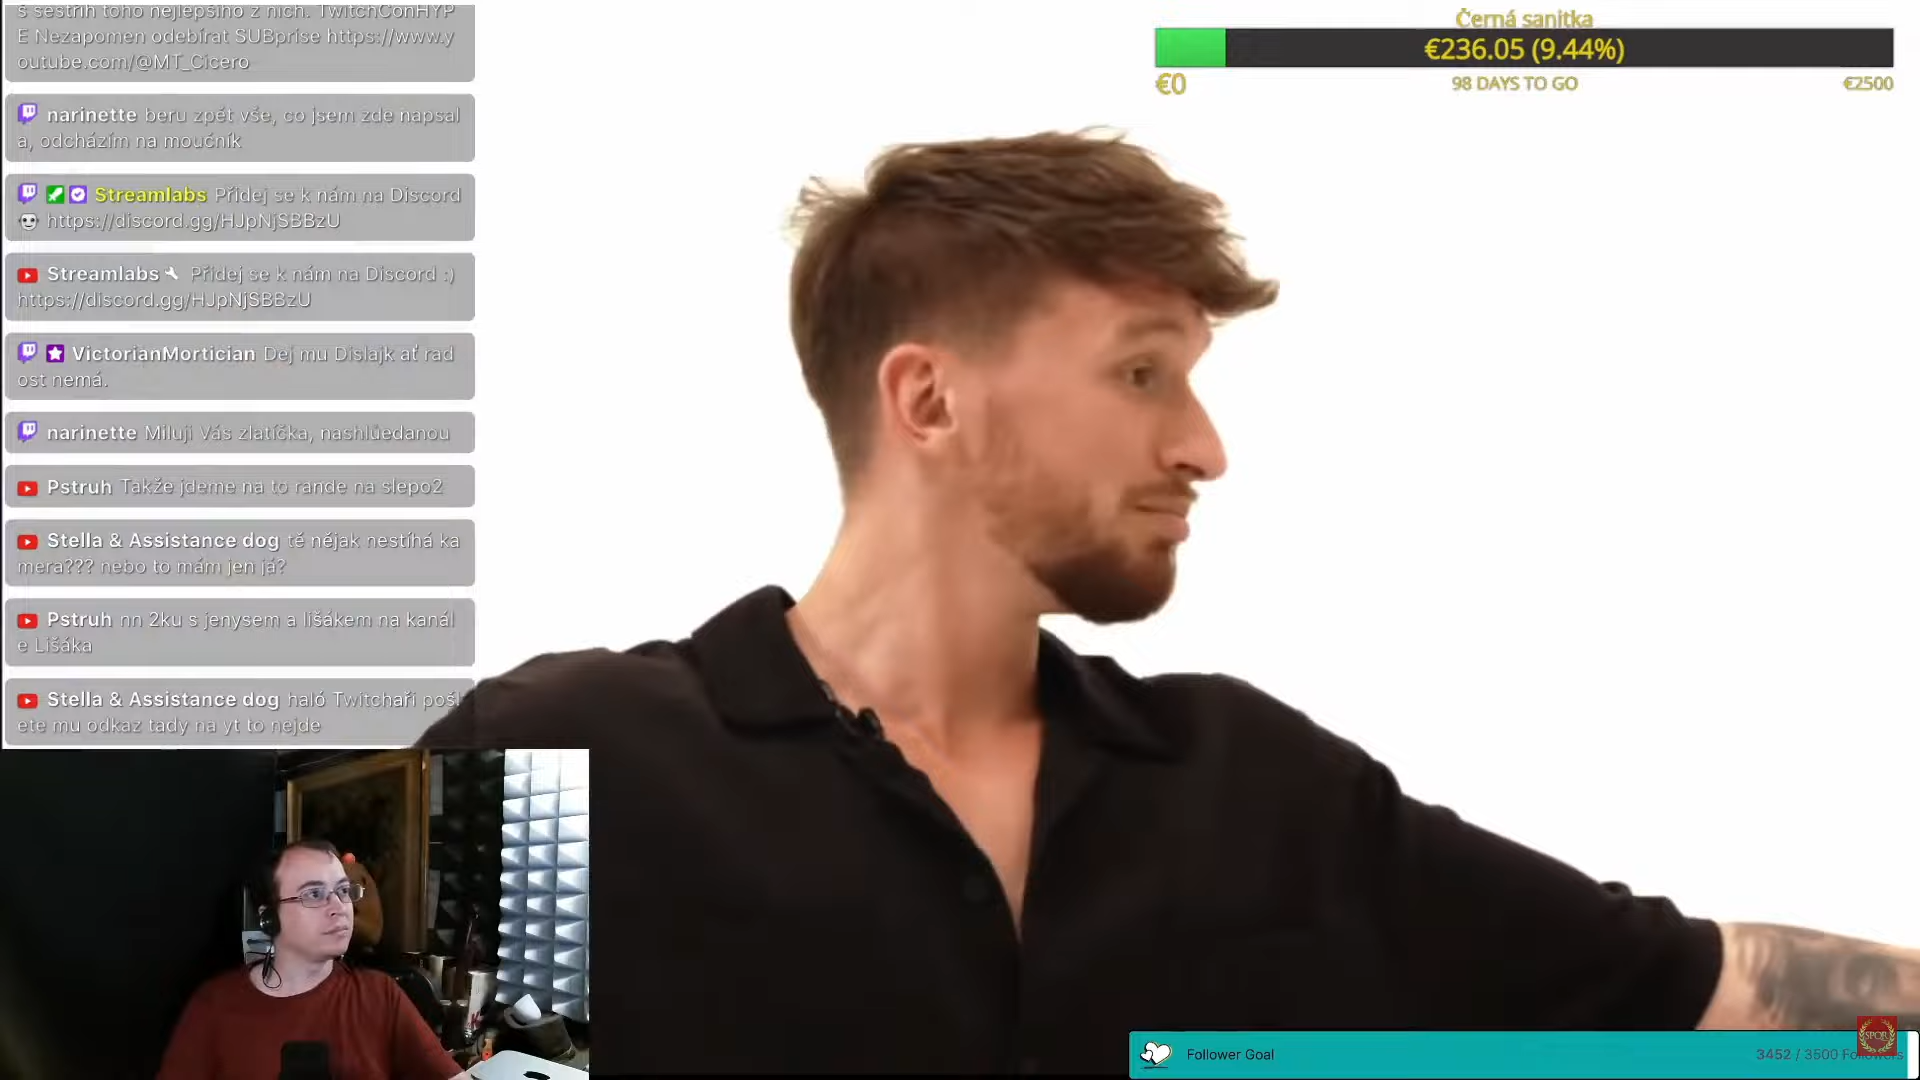 š sestřih toho nejlepšího z nich. TwitchConHYP
E Nezapomen odebírat SUBprise https://www.y
outube.com/@MT_Cicero
narinette beru zpět vše, co jsem zde napsal
a, odcházím na moučník
Streamlabs Přidej se k nám na Discord
https://discord.gg/HJpNjSBBzU
Streamlabs Přidej se k nám na Discord :)
https://discord.gg/HJpNjSBBzU
VictorianMortician Dej mu Dislajk ať rad
ost nemá.
narinette Miluji Vás zlatíčka, nashlůedanou
Pstruh Takže jdeme na to rande na slepo2
Stella & Assistance dog tě nějak nestíhá ka
mera??? nebo to mám jen já?
Pstruh nn 2ku s jenysem a lišákem na kanál
e Lišáka
Stella & Assistance dog haló Twitchaři pošl
ete mu odkaz tady na yt to nejde
Černá sanitka
€236.05 (9.44%)
€0 98 DAYS TO GO €2500
Follower Goal 3452 / 3500 Followers
SPQR